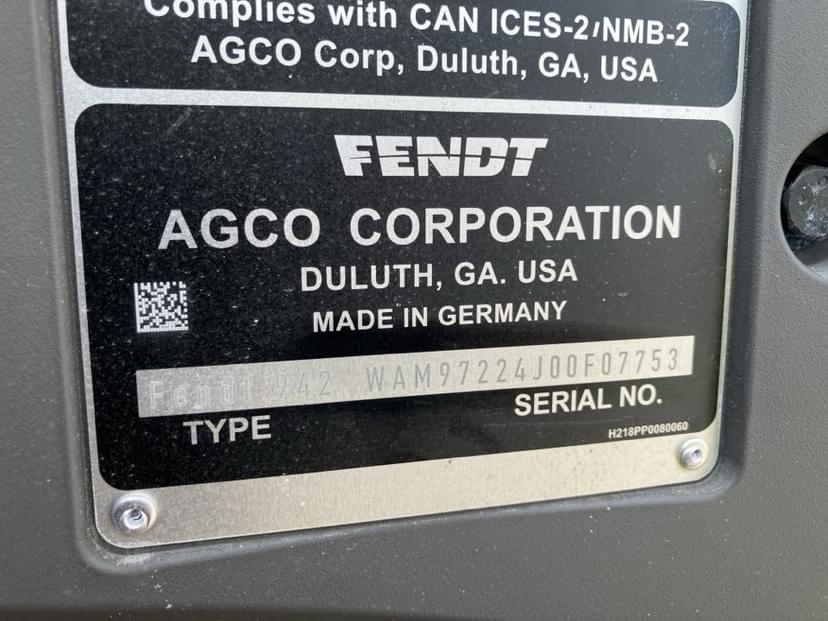 Complies with CAN ICES-2/NMB-2
AGCO Corp, Duluth, GA, USA
FENDT
AGCO CORPORATION
DULUTH, GA. USA
MADE IN GERMANY
Fendt 942 WAM97224J00F07753
TYPE SERIAL NO.
H218PP0080060